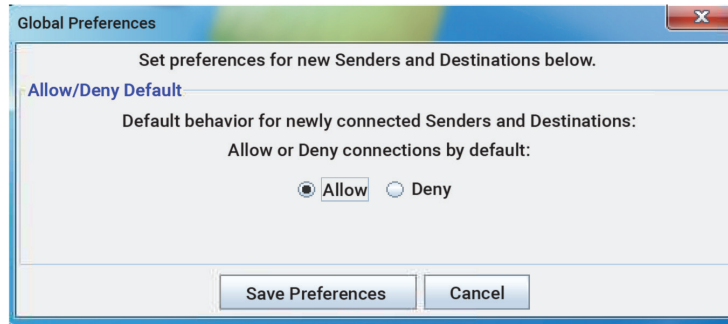 Global Preferences
Set preferences for new Senders and Destinations below.
Allow/Deny Default
Default behavior for newly connected Senders and Destinations:
Allow or Deny connections by default:
Allow Deny
Save Preferences Cancel